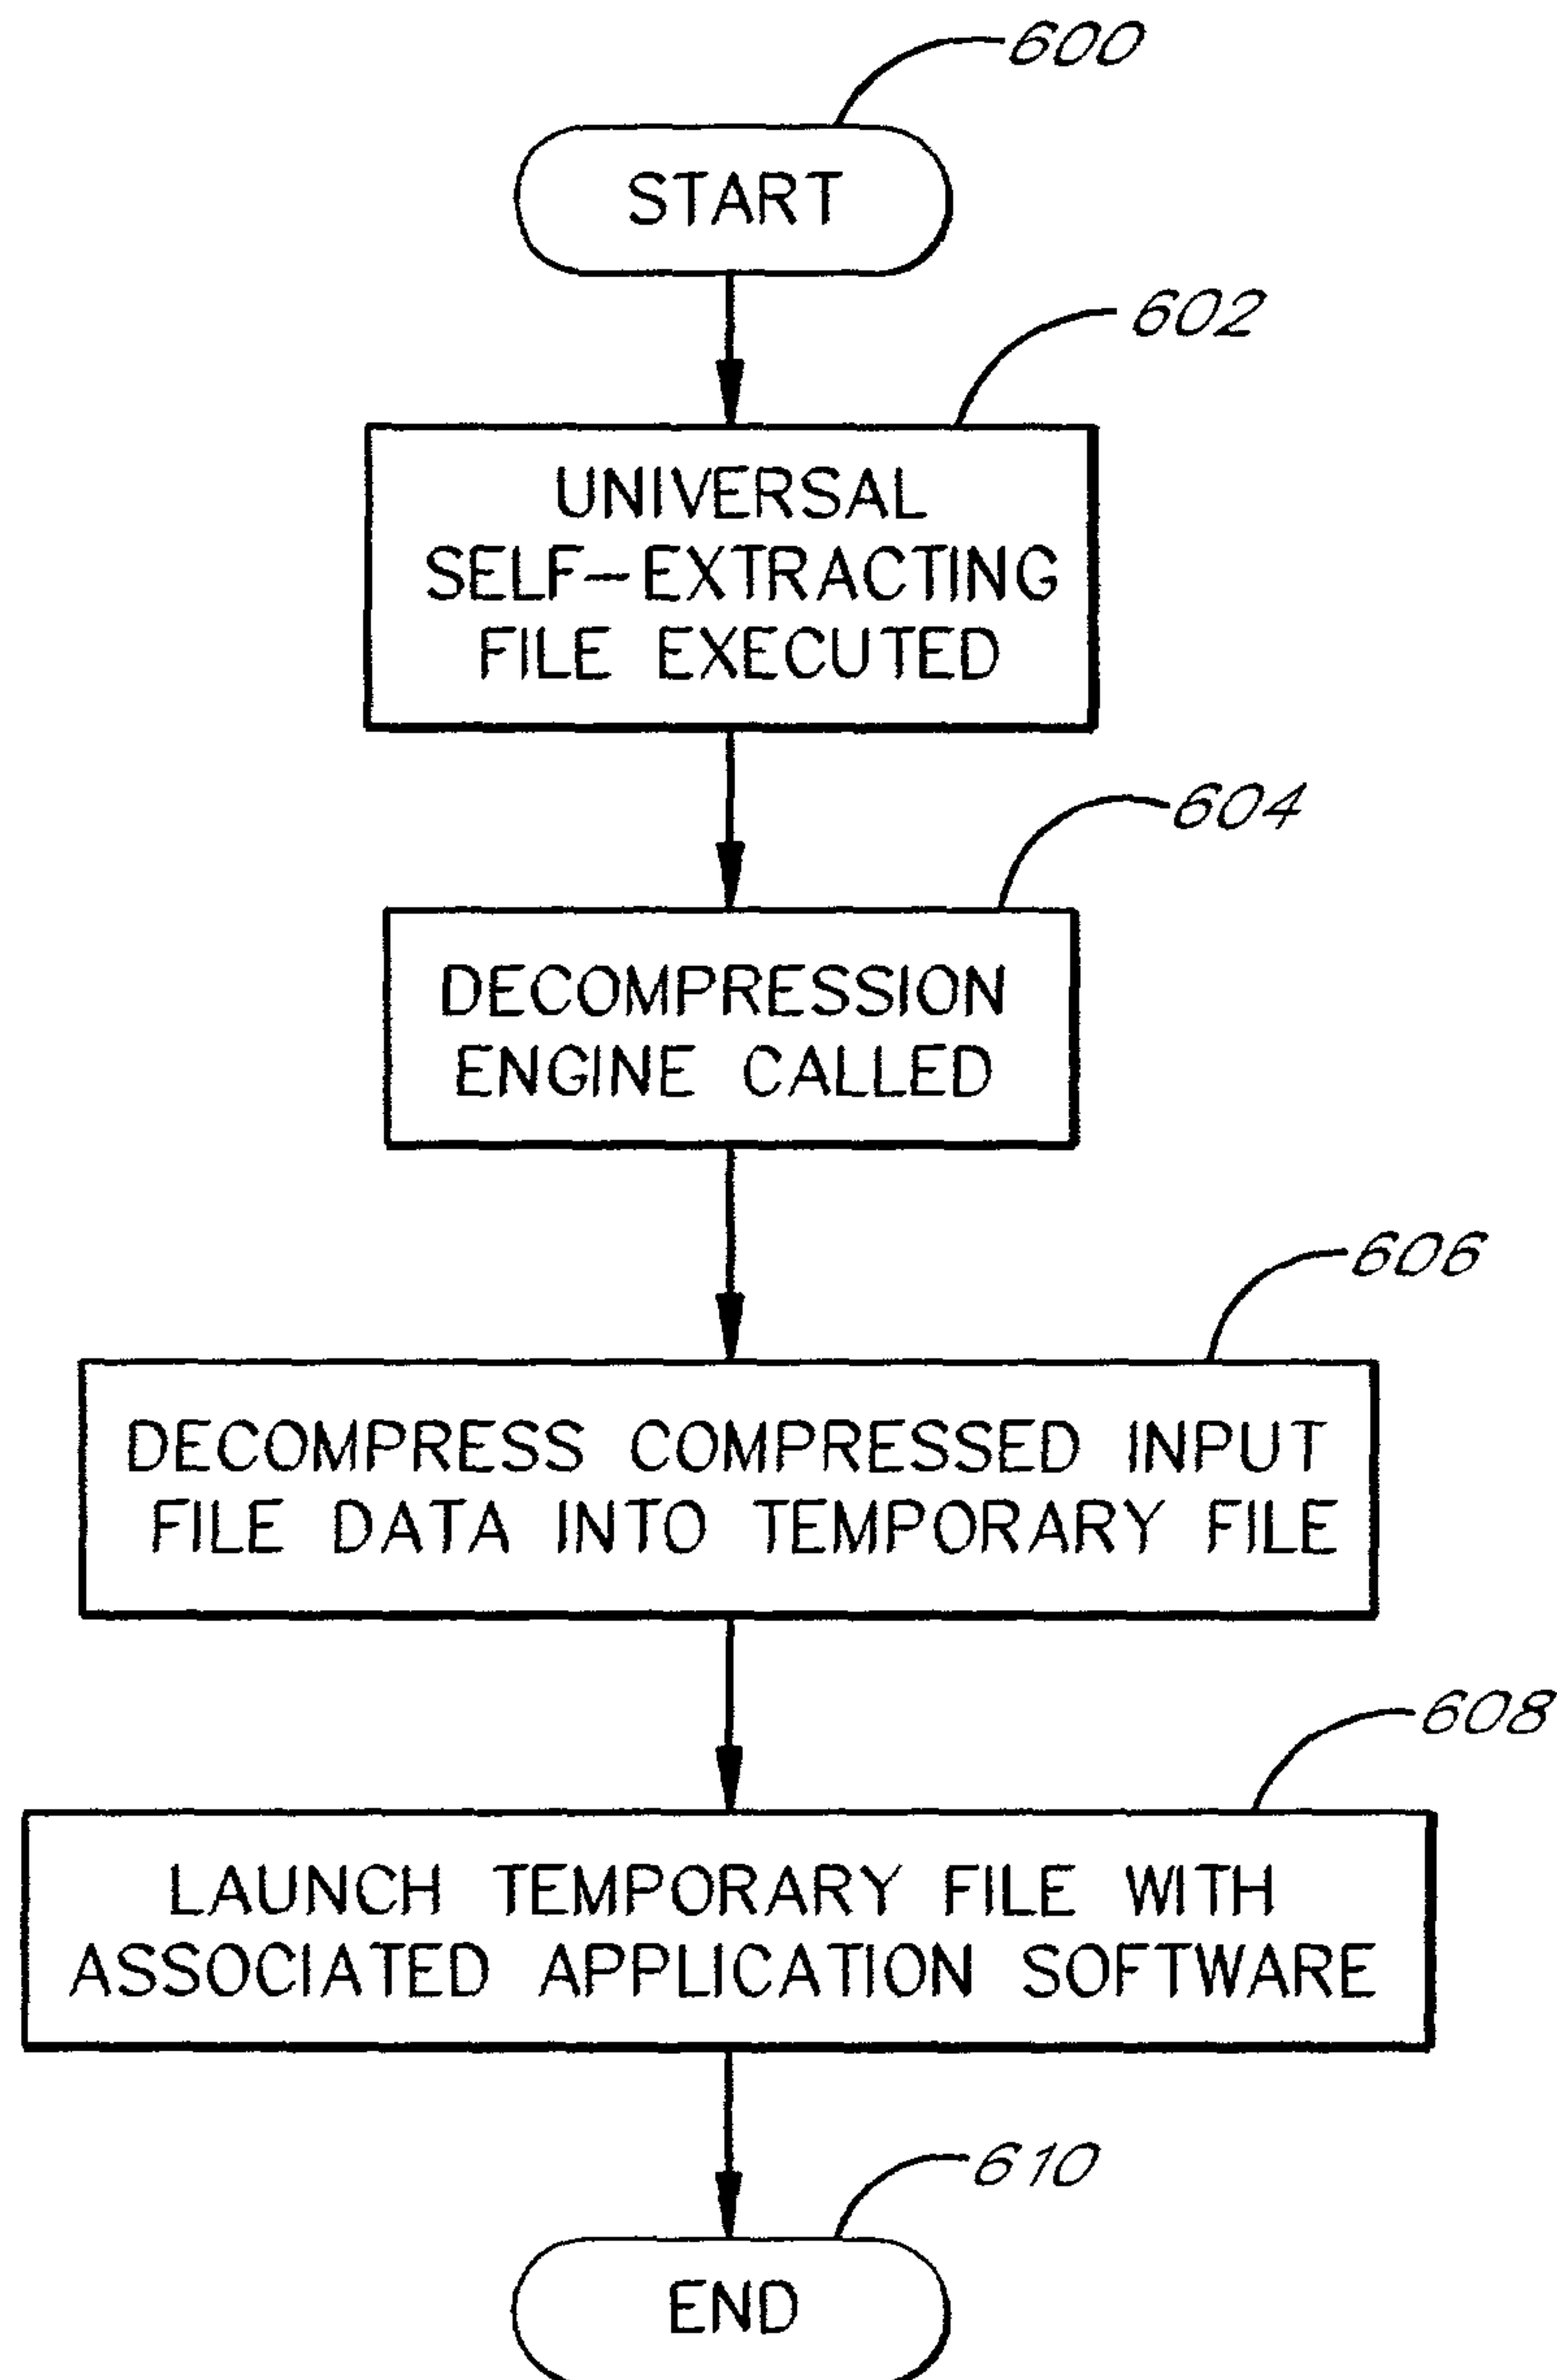 600
START
602
UNIVERSAL
SELF-EXTRACTING
FILE EXECUTED
604
DECOMPRESSION
ENGINE CALLED
606
DECOMPRESS COMPRESSED INPUT
FILE DATA INTO TEMPORARY FILE
608
LAUNCH TEMPORARY FILE WITH
ASSOCIATED APPLICATION SOFTWARE
610
END